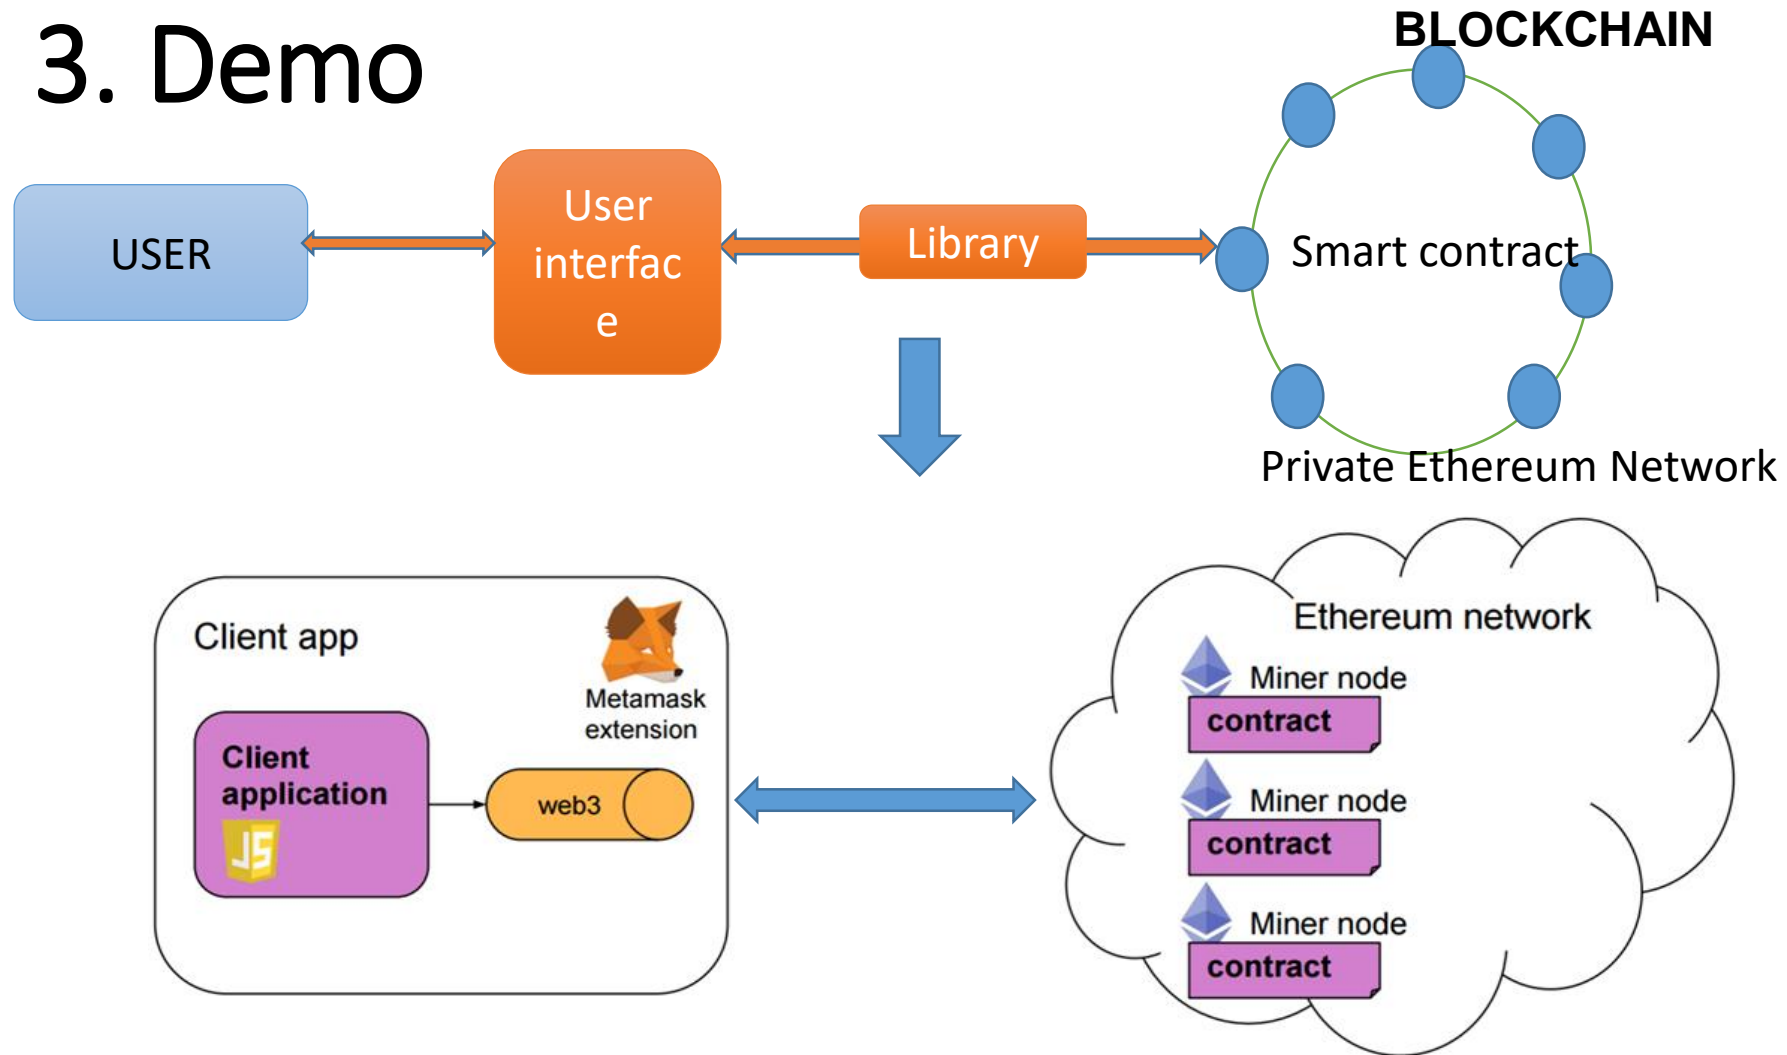 3. Demo
BLOCKCHAIN
USER
User
interfac
e
Library
Smart contract
Private Ethereum Network
Client app
Metamask
extension
Client
application
JS
web3
Ethereum network
Miner node
contract
Miner node
contract
Miner node
contract